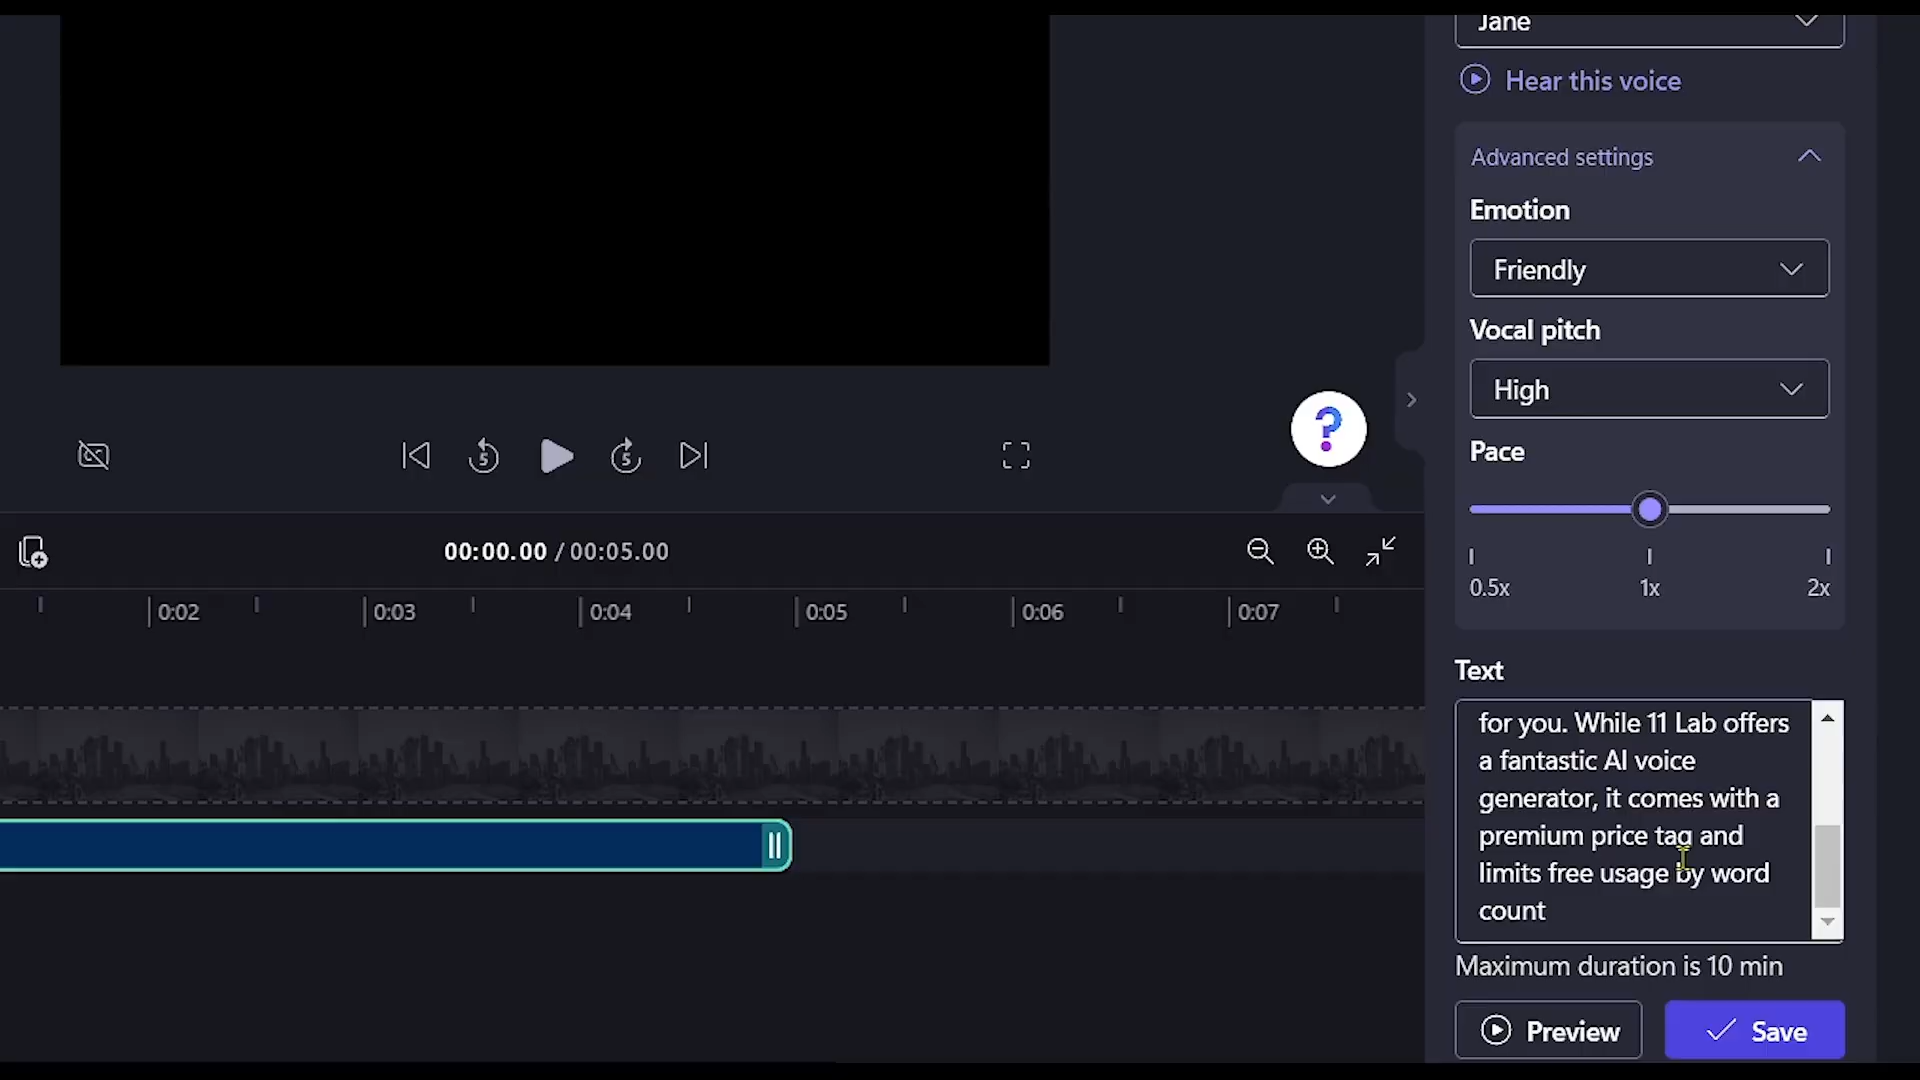 Jane
Hear this voice
Advanced settings
Emotion
Friendly
Vocal pitch
High
Pace
0.5x 1x 2x
5 5
?
00:00.00 / 00:05.00
0:02 0:03 0:04 0:05 0:06 0:07
Text
for you. While 11 Lab offers
a fantastic AI voice
generator, it comes with a
premium price tag and
limits free usage by word
count
Maximum duration is 10 min
Preview
Save